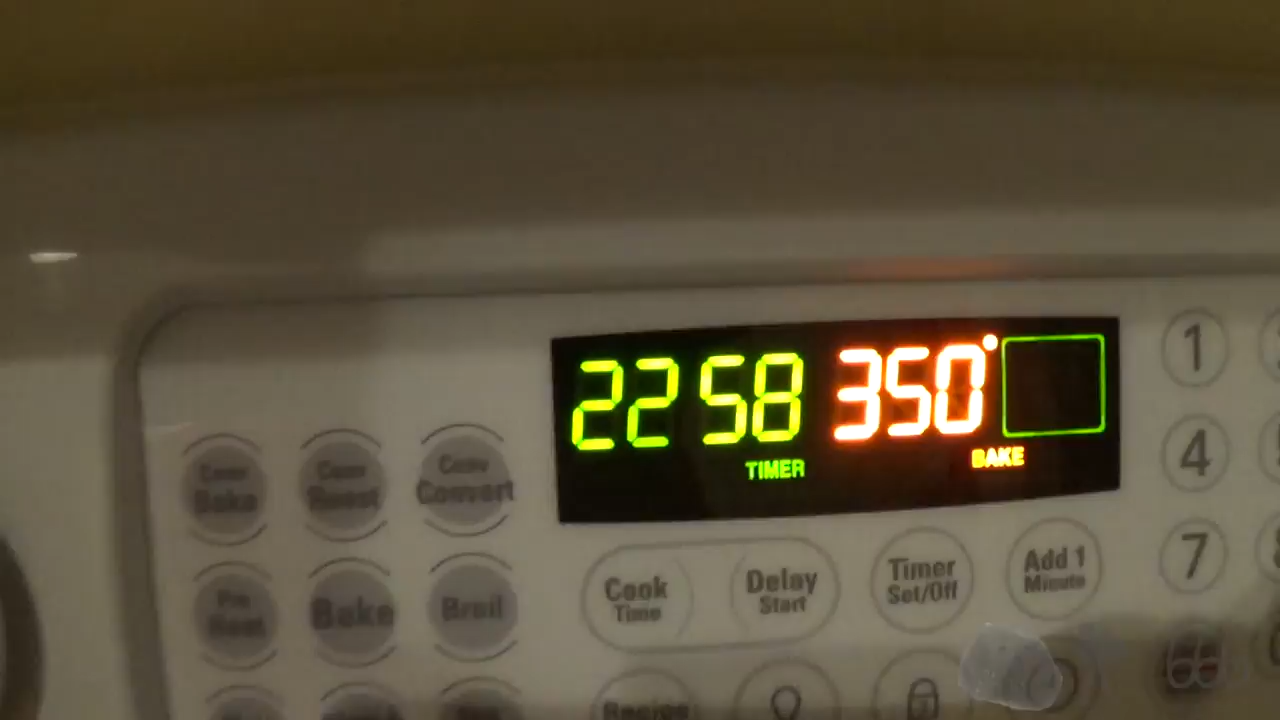 22 58 350°
TIMER BAKE
1
Conv Bake
Conv Roast
Conv Convert
4
Cook Time
Delay Start
Timer Set/Off
Add 1 Minute
7
Pre Heat
Bake
Broil
Recipe